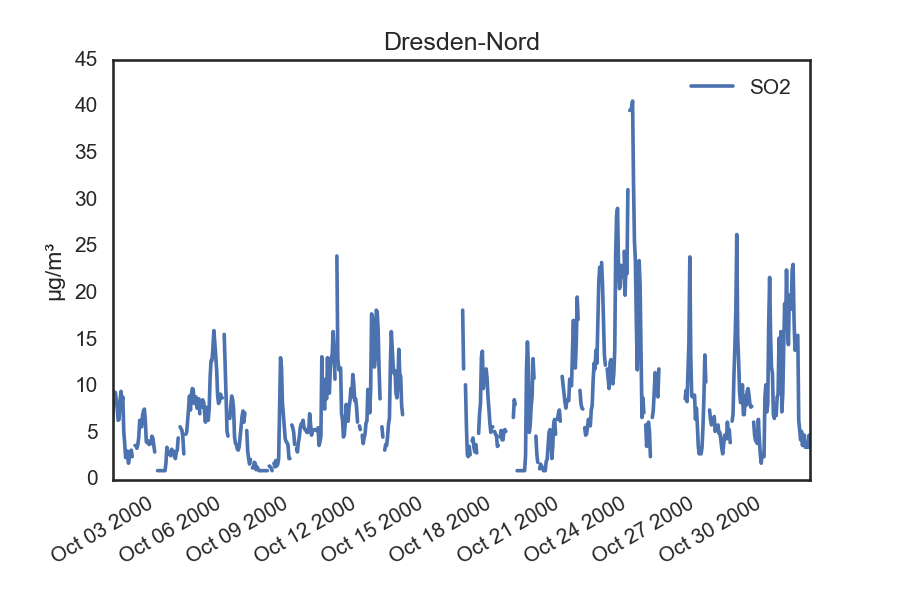 Dresden-Nord
SO2
µg/m³
45
40
35
30
25
20
15
10
5
0
Oct 03 2000
Oct 06 2000
Oct 09 2000
Oct 12 2000
Oct 15 2000
Oct 18 2000
Oct 21 2000
Oct 24 2000
Oct 27 2000
Oct 30 2000